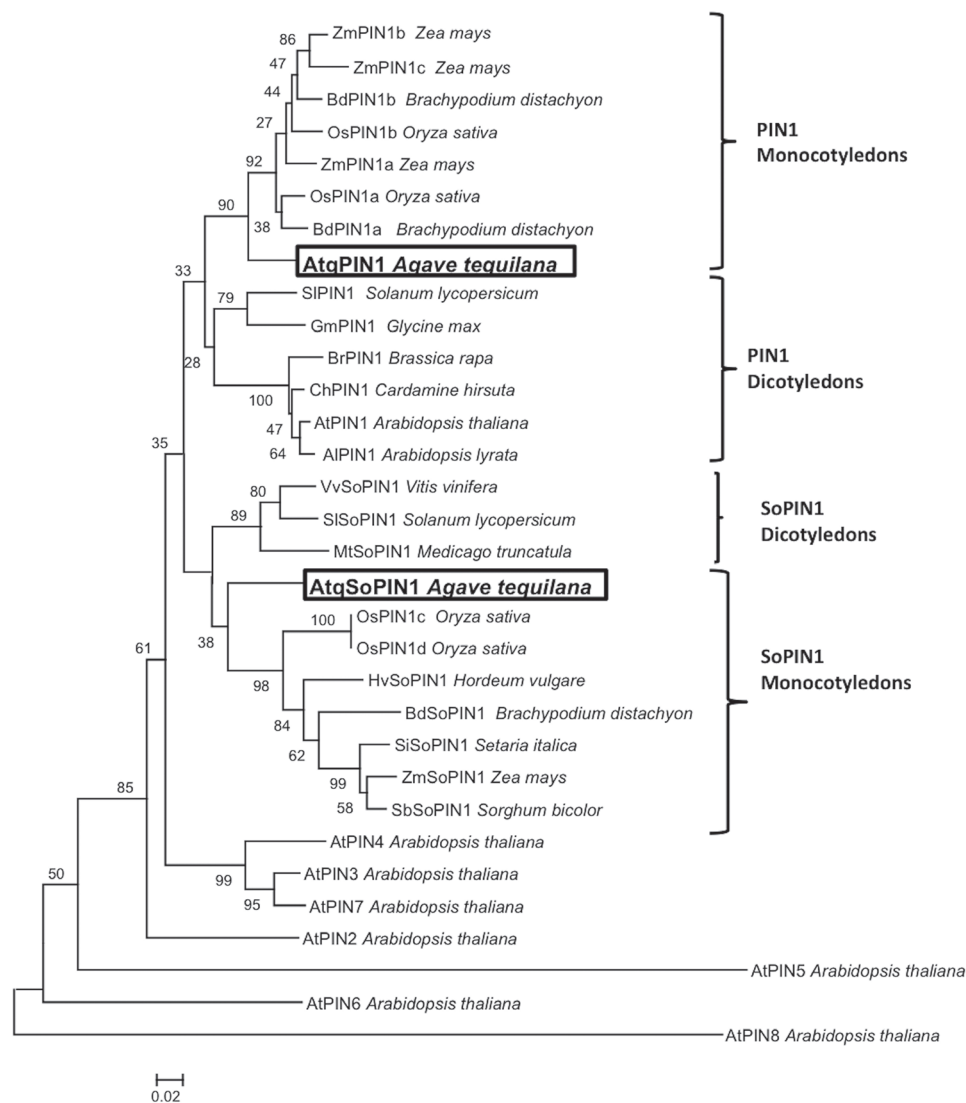 86
ZmPIN1b Zea mays
47
ZmPIN1c Zea mays
44
BdPIN1b Brachypodium distachyon
27
OsPIN1b Oryza sativa
92
ZmPIN1a Zea mays
90
OsPIN1a Oryza sativa
38
BdPIN1a Brachypodium distachyon
PIN1
Monocotyledons
AtqPIN1 Agave tequilana
33
79
SlPIN1 Solanum lycopersicum
GmPIN1 Glycine max
28
BrPIN1 Brassica rapa
100
ChPIN1 Cardamine hirsuta
47
AtPIN1 Arabidopsis thaliana
64
AlPIN1 Arabidopsis lyrata
PIN1
Dicotyledons
35
80
VvSoPIN1 Vitis vinifera
89
SlSoPIN1 Solanum lycopersicum
MtSoPIN1 Medicago truncatula
SoPIN1
Dicotyledons
AtqSoPIN1 Agave tequilana
100
OsPIN1c Oryza sativa
38
OsPIN1d Oryza sativa
61
98
HvSoPIN1 Hordeum vulgare
84
BdSoPIN1 Brachypodium distachyon
62
SiSoPIN1 Setaria italica
99
ZmSoPIN1 Zea mays
58
SbSoPIN1 Sorghum bicolor
SoPIN1
Monocotyledons
85
AtPIN4 Arabidopsis thaliana
99
AtPIN3 Arabidopsis thaliana
50
95
AtPIN7 Arabidopsis thaliana
AtPIN2 Arabidopsis thaliana
AtPIN5 Arabidopsis thaliana
AtPIN6 Arabidopsis thaliana
AtPIN8 Arabidopsis thaliana
0.02